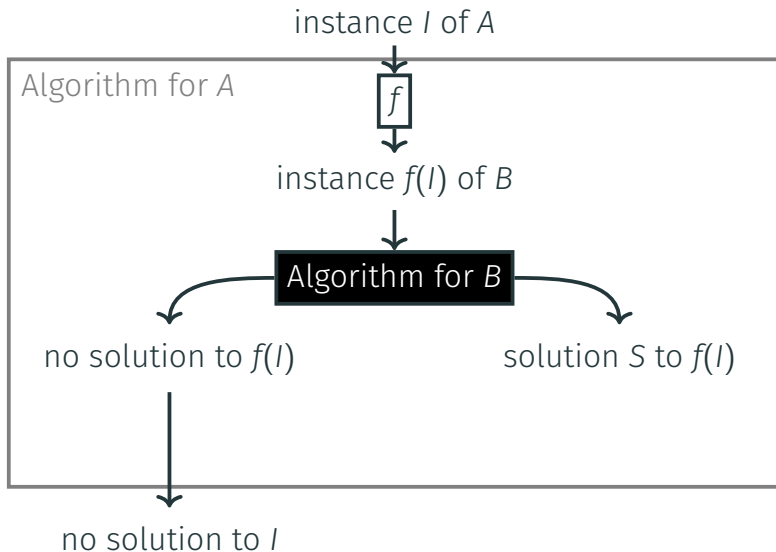 instance I of A
Algorithm for A
f
instance f(I) of B
Algorithm for B
no solution to f(I)
solution S to f(I)
no solution to I